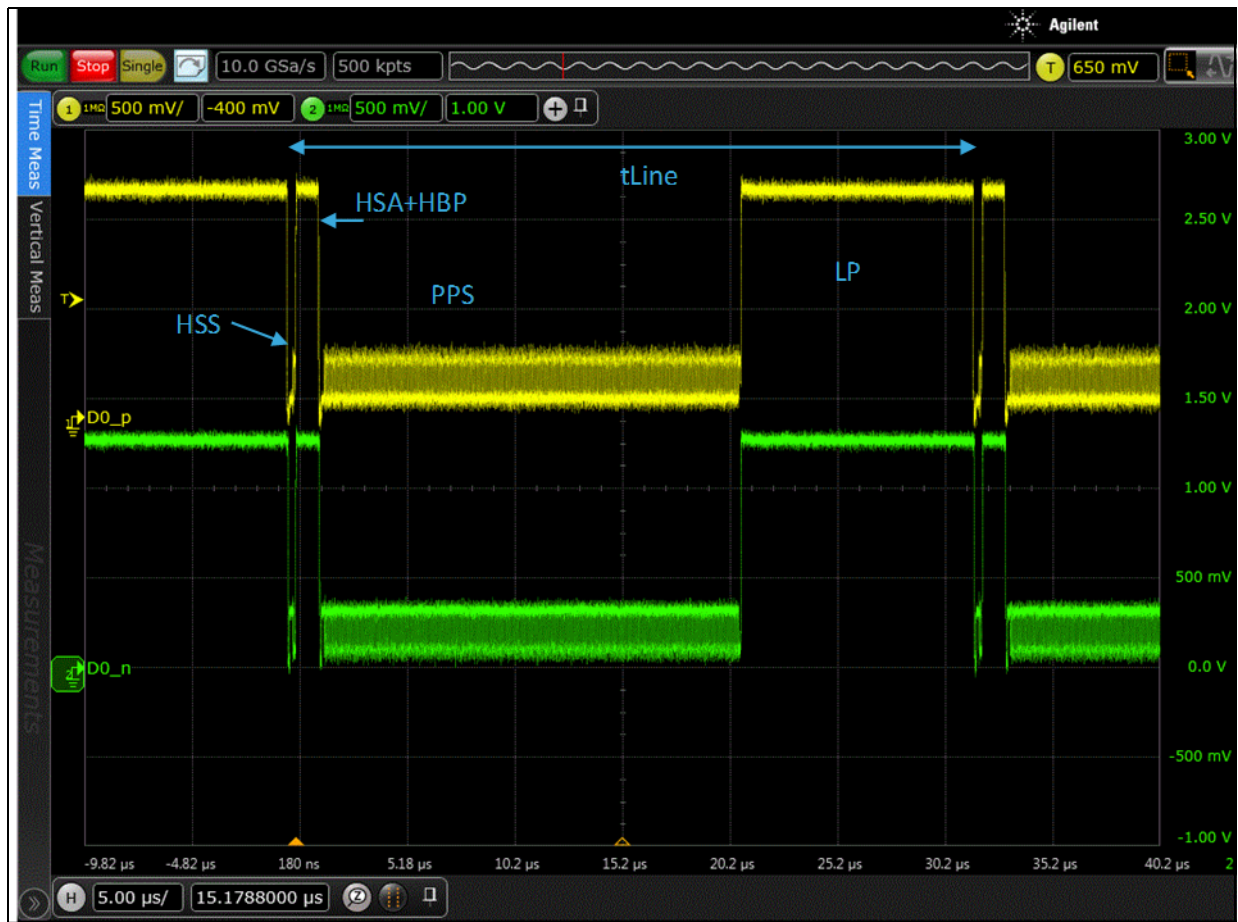 Agilent
Run Stop Single 10.0 GSa/s 500 kpts T 650 mV
1 1MΩ 500 mV/ -400 mV 2 1MΩ 500 mV/ 1.00 V
Time Meas
Vertical Meas
Measurements
3.00 V
tLine
HSA+HBP
2.50 V
LP
PPS
T
2.00 V
HSS
1.50 V
1 D0_p
1.00 V
500 mV
2 D0_n
0.0 V
-500 mV
-1.00 V
-9.82 µs -4.82 µs 180 ns 5.18 µs 10.2 µs 15.2 µs 20.2 µs 25.2 µs 30.2 µs 35.2 µs 40.2 µs 2
H 5.00 µs/ 15.1788000 µs Z